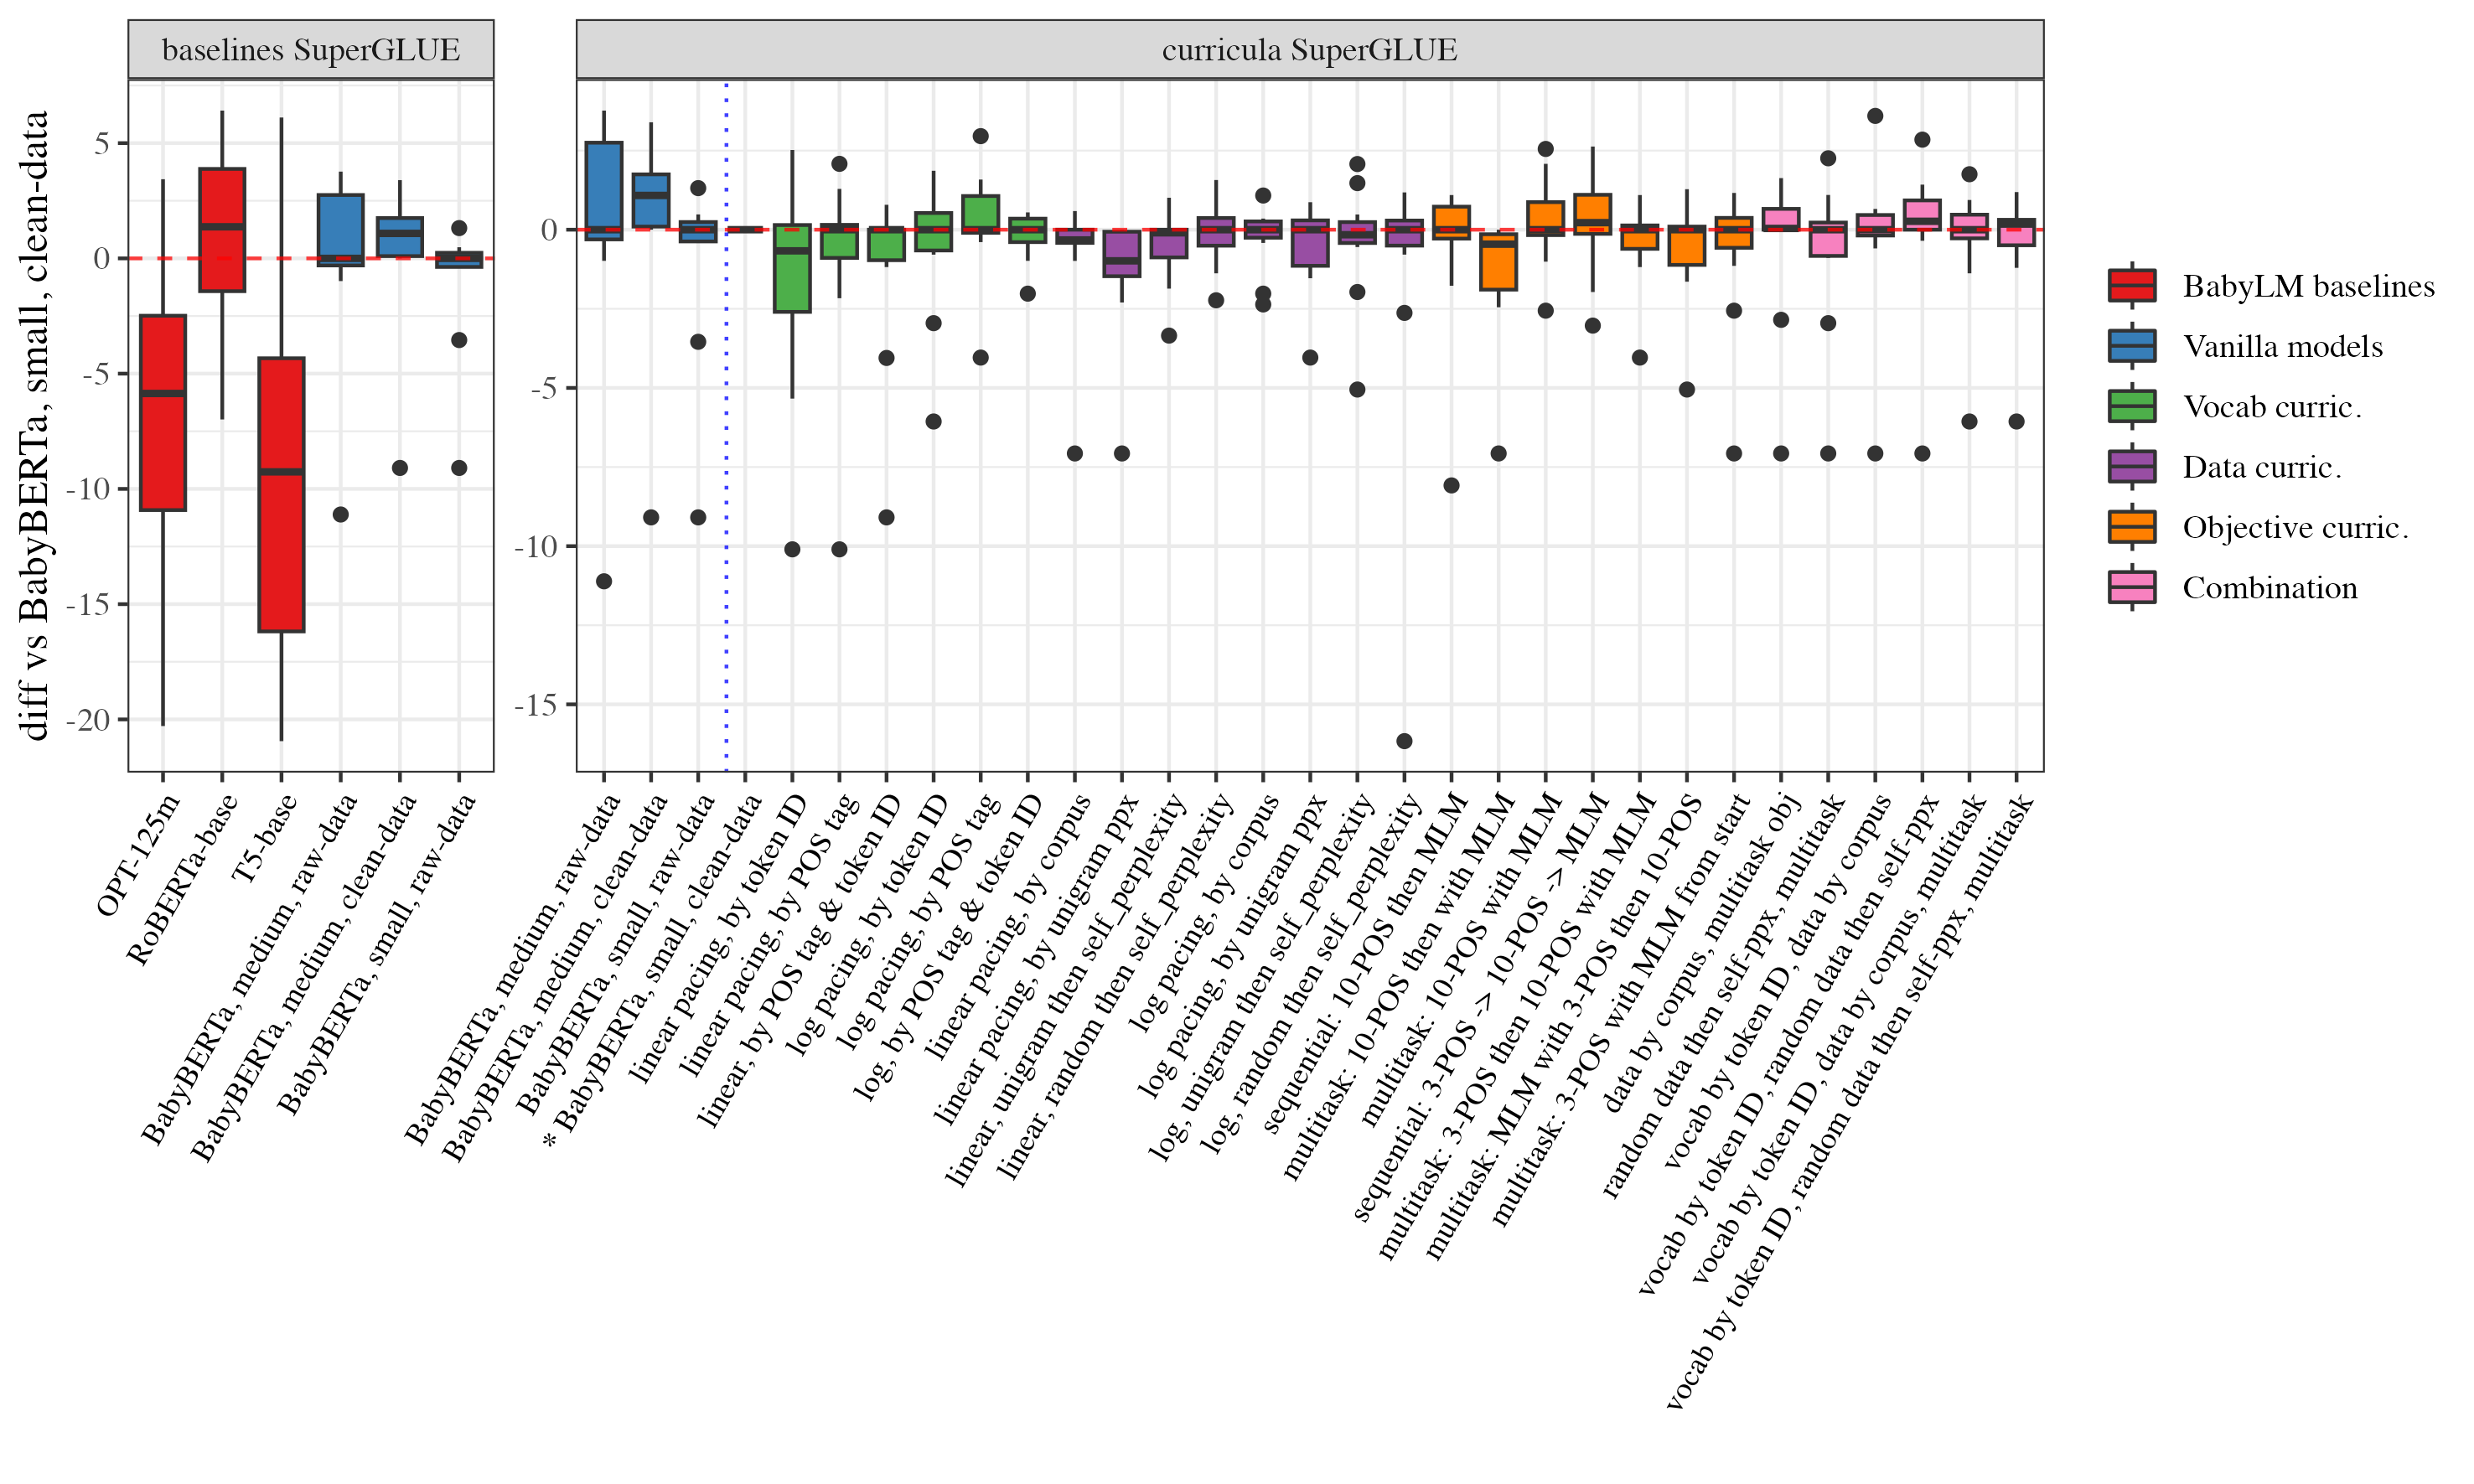 baselines SuperGLUE
curricula SuperGLUE
diff vs BabyBERTa, small, clean-data
5
0
-5
-10
-15
-20
0
-5
-10
-15
OPT-125m
RoBERTa-base
T5-base
BabyBERTa, medium, raw-data
BabyBERTa, medium, clean-data
BabyBERTa, small, raw-data
BabyBERTa, medium, raw-data
BabyBERTa, medium, clean-data
BabyBERTa, small, raw-data
* BabyBERTa, small, clean-data
linear pacing, by token ID
linear pacing, by POS tag
linear, by POS tag & token ID
log pacing, by token ID
log pacing, by POS tag
log, by POS tag & token ID
linear pacing, by corpus
linear pacing, by unigram ppx
linear, unigram then self_perplexity
linear, random then self_perplexity
log pacing, by corpus
log pacing, by unigram ppx
log, unigram then self_perplexity
log, random then self_perplexity
sequential: 10-POS then MLM
multitask: 10-POS then with MLM
multitask: 10-POS with MLM
sequential: 3-POS -> 10-POS -> MLM
multitask: 3-POS then 10-POS with MLM
multitask: MLM with 3-POS then 10-POS
multitask: 3-POS with MLM from start
data by corpus, multitask obj
random data then self-ppx, multitask
vocab by token ID, data by corpus
vocab by token ID, random data then self-ppx
vocab by token ID, data by corpus, multitask
vocab by token ID, random data then self-ppx, multitask
BabyLM baselines
Vanilla models
Vocab curric.
Data curric.
Objective curric.
Combination